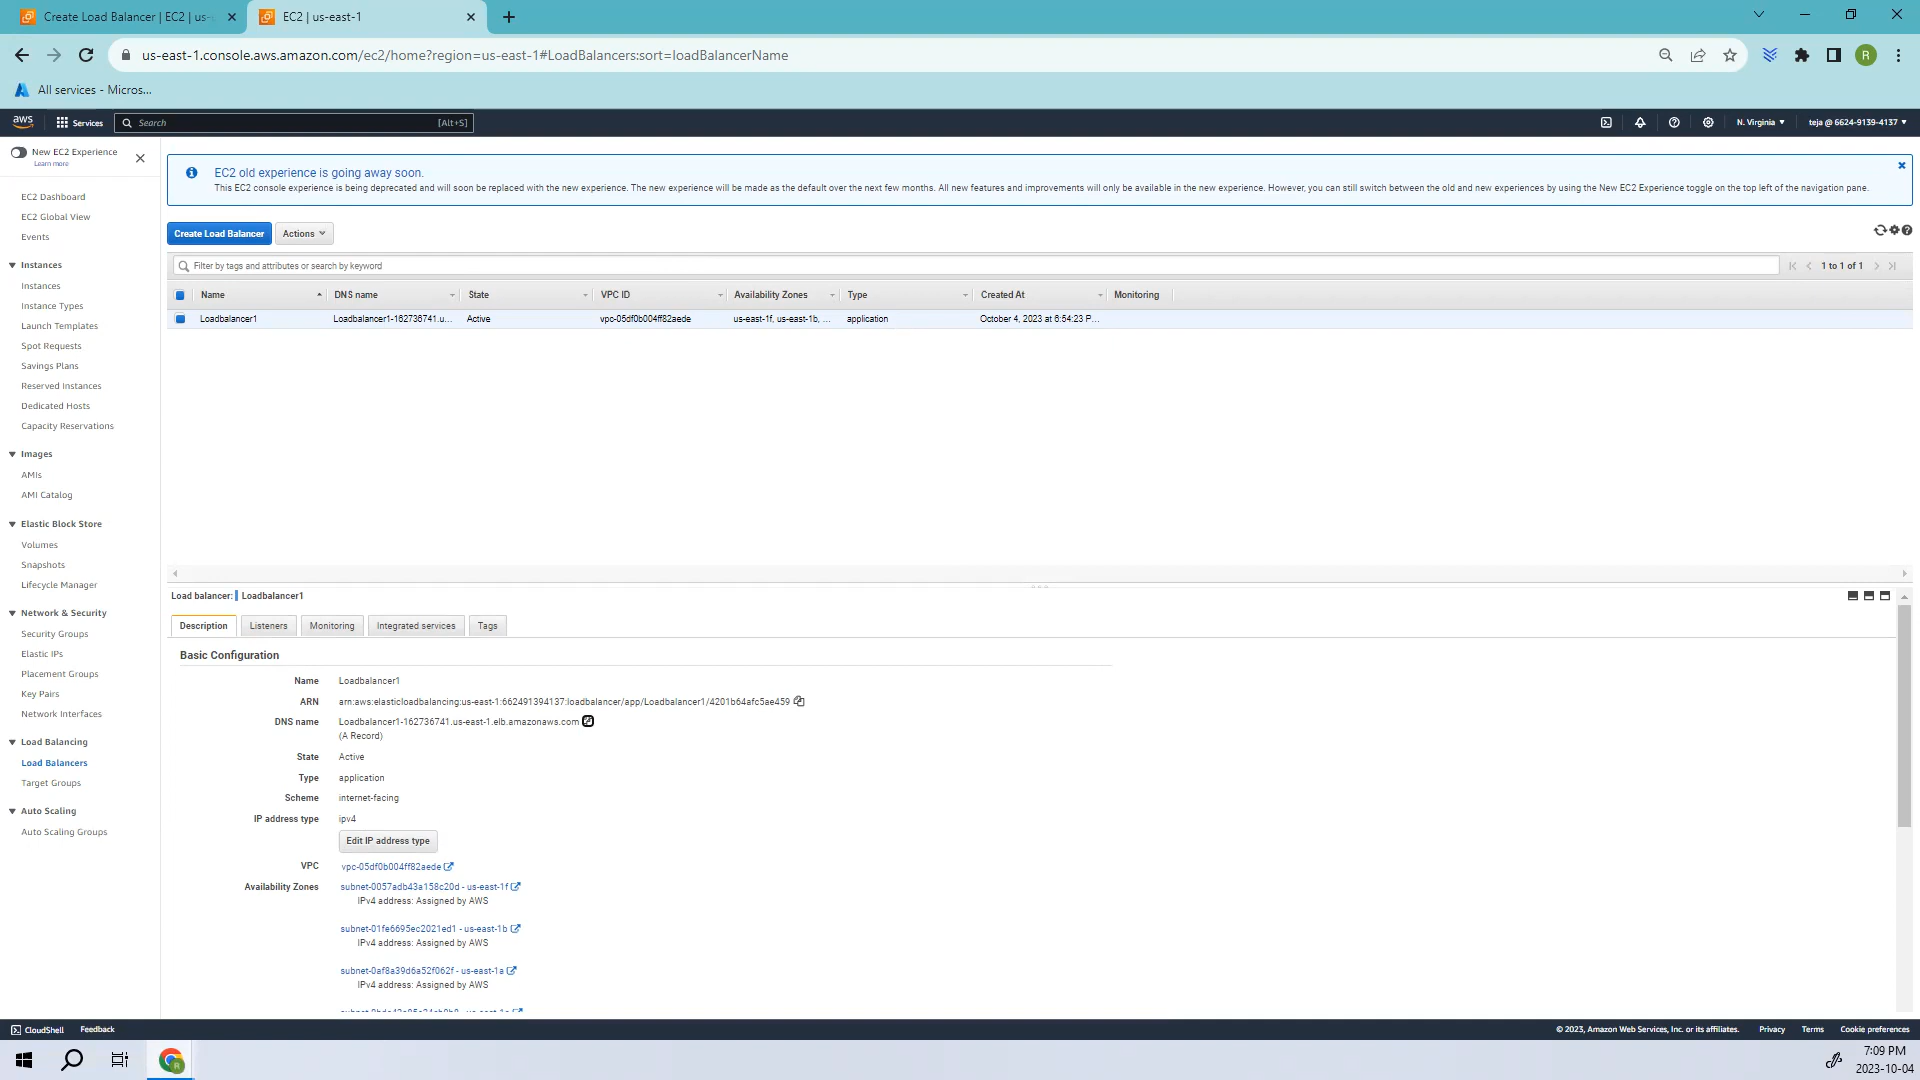 Create Load Balancer | EC2 | us-
EC2 | us-east-1
us-east-1.console.aws.amazon.com/ec2/home?region=us-east-1#LoadBalancers:sort=loadBalancerName
R
All services - Micros...
aws
Services
Search
[Alt+S]
N. Virginia
teja @ 6624-9139-4137
New EC2 Experience
Learn more
EC2 old experience is going away soon.
This EC2 console experience is being deprecated and will soon be replaced with the new experience. The new experience will be made as the default over the next few months. All new features and improvements will only be available in the new experience. However, you can still switch between the old and new experiences by using the New EC2 Experience toggle on the top left of the navigation pane.
EC2 Dashboard
EC2 Global View
Events
Instances
Instances
Instance Types
Launch Templates
Spot Requests
Savings Plans
Reserved Instances
Dedicated Hosts
Capacity Reservations
Images
AMIs
AMI Catalog
Elastic Block Store
Volumes
Snapshots
Lifecycle Manager
Network & Security
Security Groups
Elastic IPs
Placement Groups
Key Pairs
Network Interfaces
Load Balancing
Load Balancers
Target Groups
Auto Scaling
Auto Scaling Groups
Create Load Balancer
Actions
Filter by tags and attributes or search by keyword
1 to 1 of 1
Name DNS name State VPC ID Availability Zones Type Created At Monitoring
Loadbalancer1 Loadbalancer1-162736741.u... Active vpc-05df0b004ff82aede us-east-1f, us-east-1b, ... application October 4, 2023 at 6:54:23 P...
Load balancer: Loadbalancer1
Description Listeners Monitoring Integrated services Tags
Basic Configuration
Name Loadbalancer1
ARN arn:aws:elasticloadbalancing:us-east-1:662491394137:loadbalancer/app/Loadbalancer1/4201b64afc5ae459
DNS name Loadbalancer1-162736741.us-east-1.elb.amazonaws.com
(A Record)
State Active
Type application
Scheme internet-facing
IP address type ipv4
Edit IP address type
VPC vpc-05df0b004ff82aede
Availability Zones subnet-0057adb43a158c20d - us-east-1f
IPv4 address: Assigned by AWS
subnet-01fe6695ec2021ed1 - us-east-1b
IPv4 address: Assigned by AWS
subnet-0af8a39d6a52f062f - us-east-1a
IPv4 address: Assigned by AWS
CloudShell
Feedback
© 2023, Amazon Web Services, Inc. or its affiliates.
Privacy
Terms
Cookie preferences
R
7:09 PM
2023-10-04